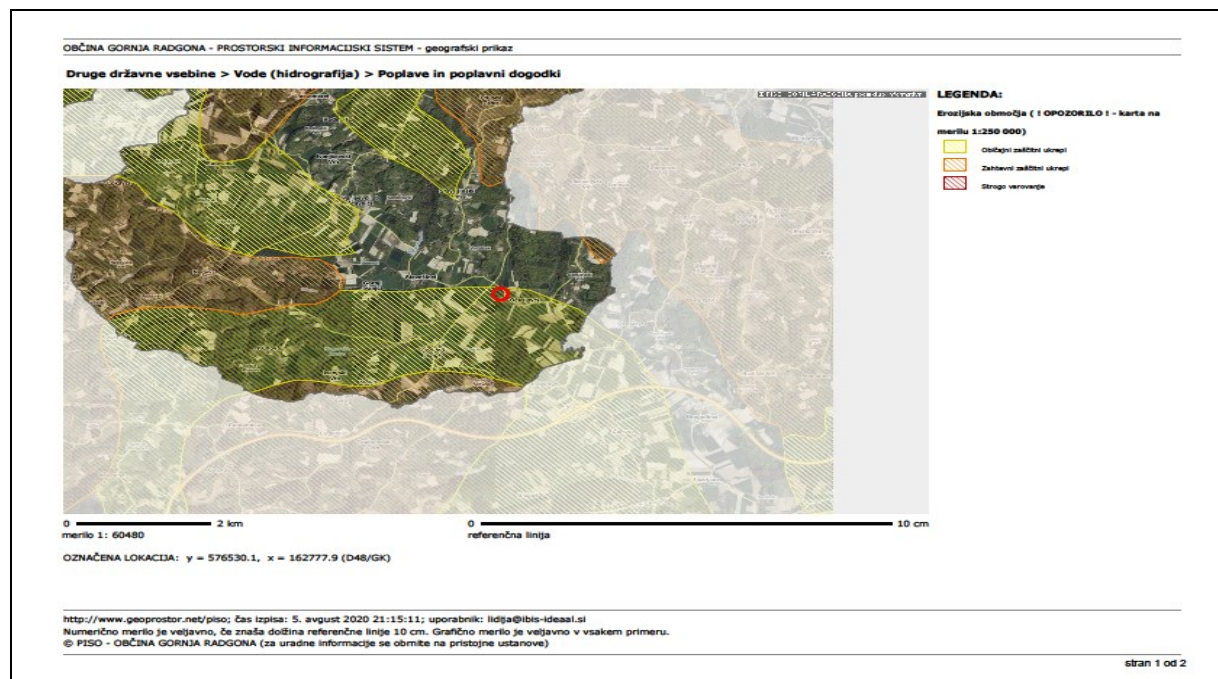 OBČINA GORNJA RADGONA - PROSTORSKI INFORMACIJSKI SISTEM - geografski prikaz
Druge državne vsebine > Vode (hidrografija) > Poplave in poplavni dogodki
LEGENDA:
Erozijska območja ( ! OPOZORILO ! - karta na
merilu 1:250 000)
Običajni zaščitni ukrepi
Zahtevni zaščitni ukrepi
Strogo varovanje
0 2 km
merilo 1: 60480
0 10 cm
referenčna linija
OZNAČENA LOKACIJA: y = 576530.1, x = 162777.9 (D48/GK)
http://www.geoprostor.net/piso; čas izpisa: 5. avgust 2020 21:15:11; uporabnik: lidija@ibis-ideaal.si
Numerično merilo je veljavno, če znaša dolžina referenčne linije 10 cm. Grafično merilo je veljavno v vsakem primeru.
© PISO - OBČINA GORNJA RADGONA (za uradne informacije se obrnite na pristojne ustanove)
stran 1 od 2